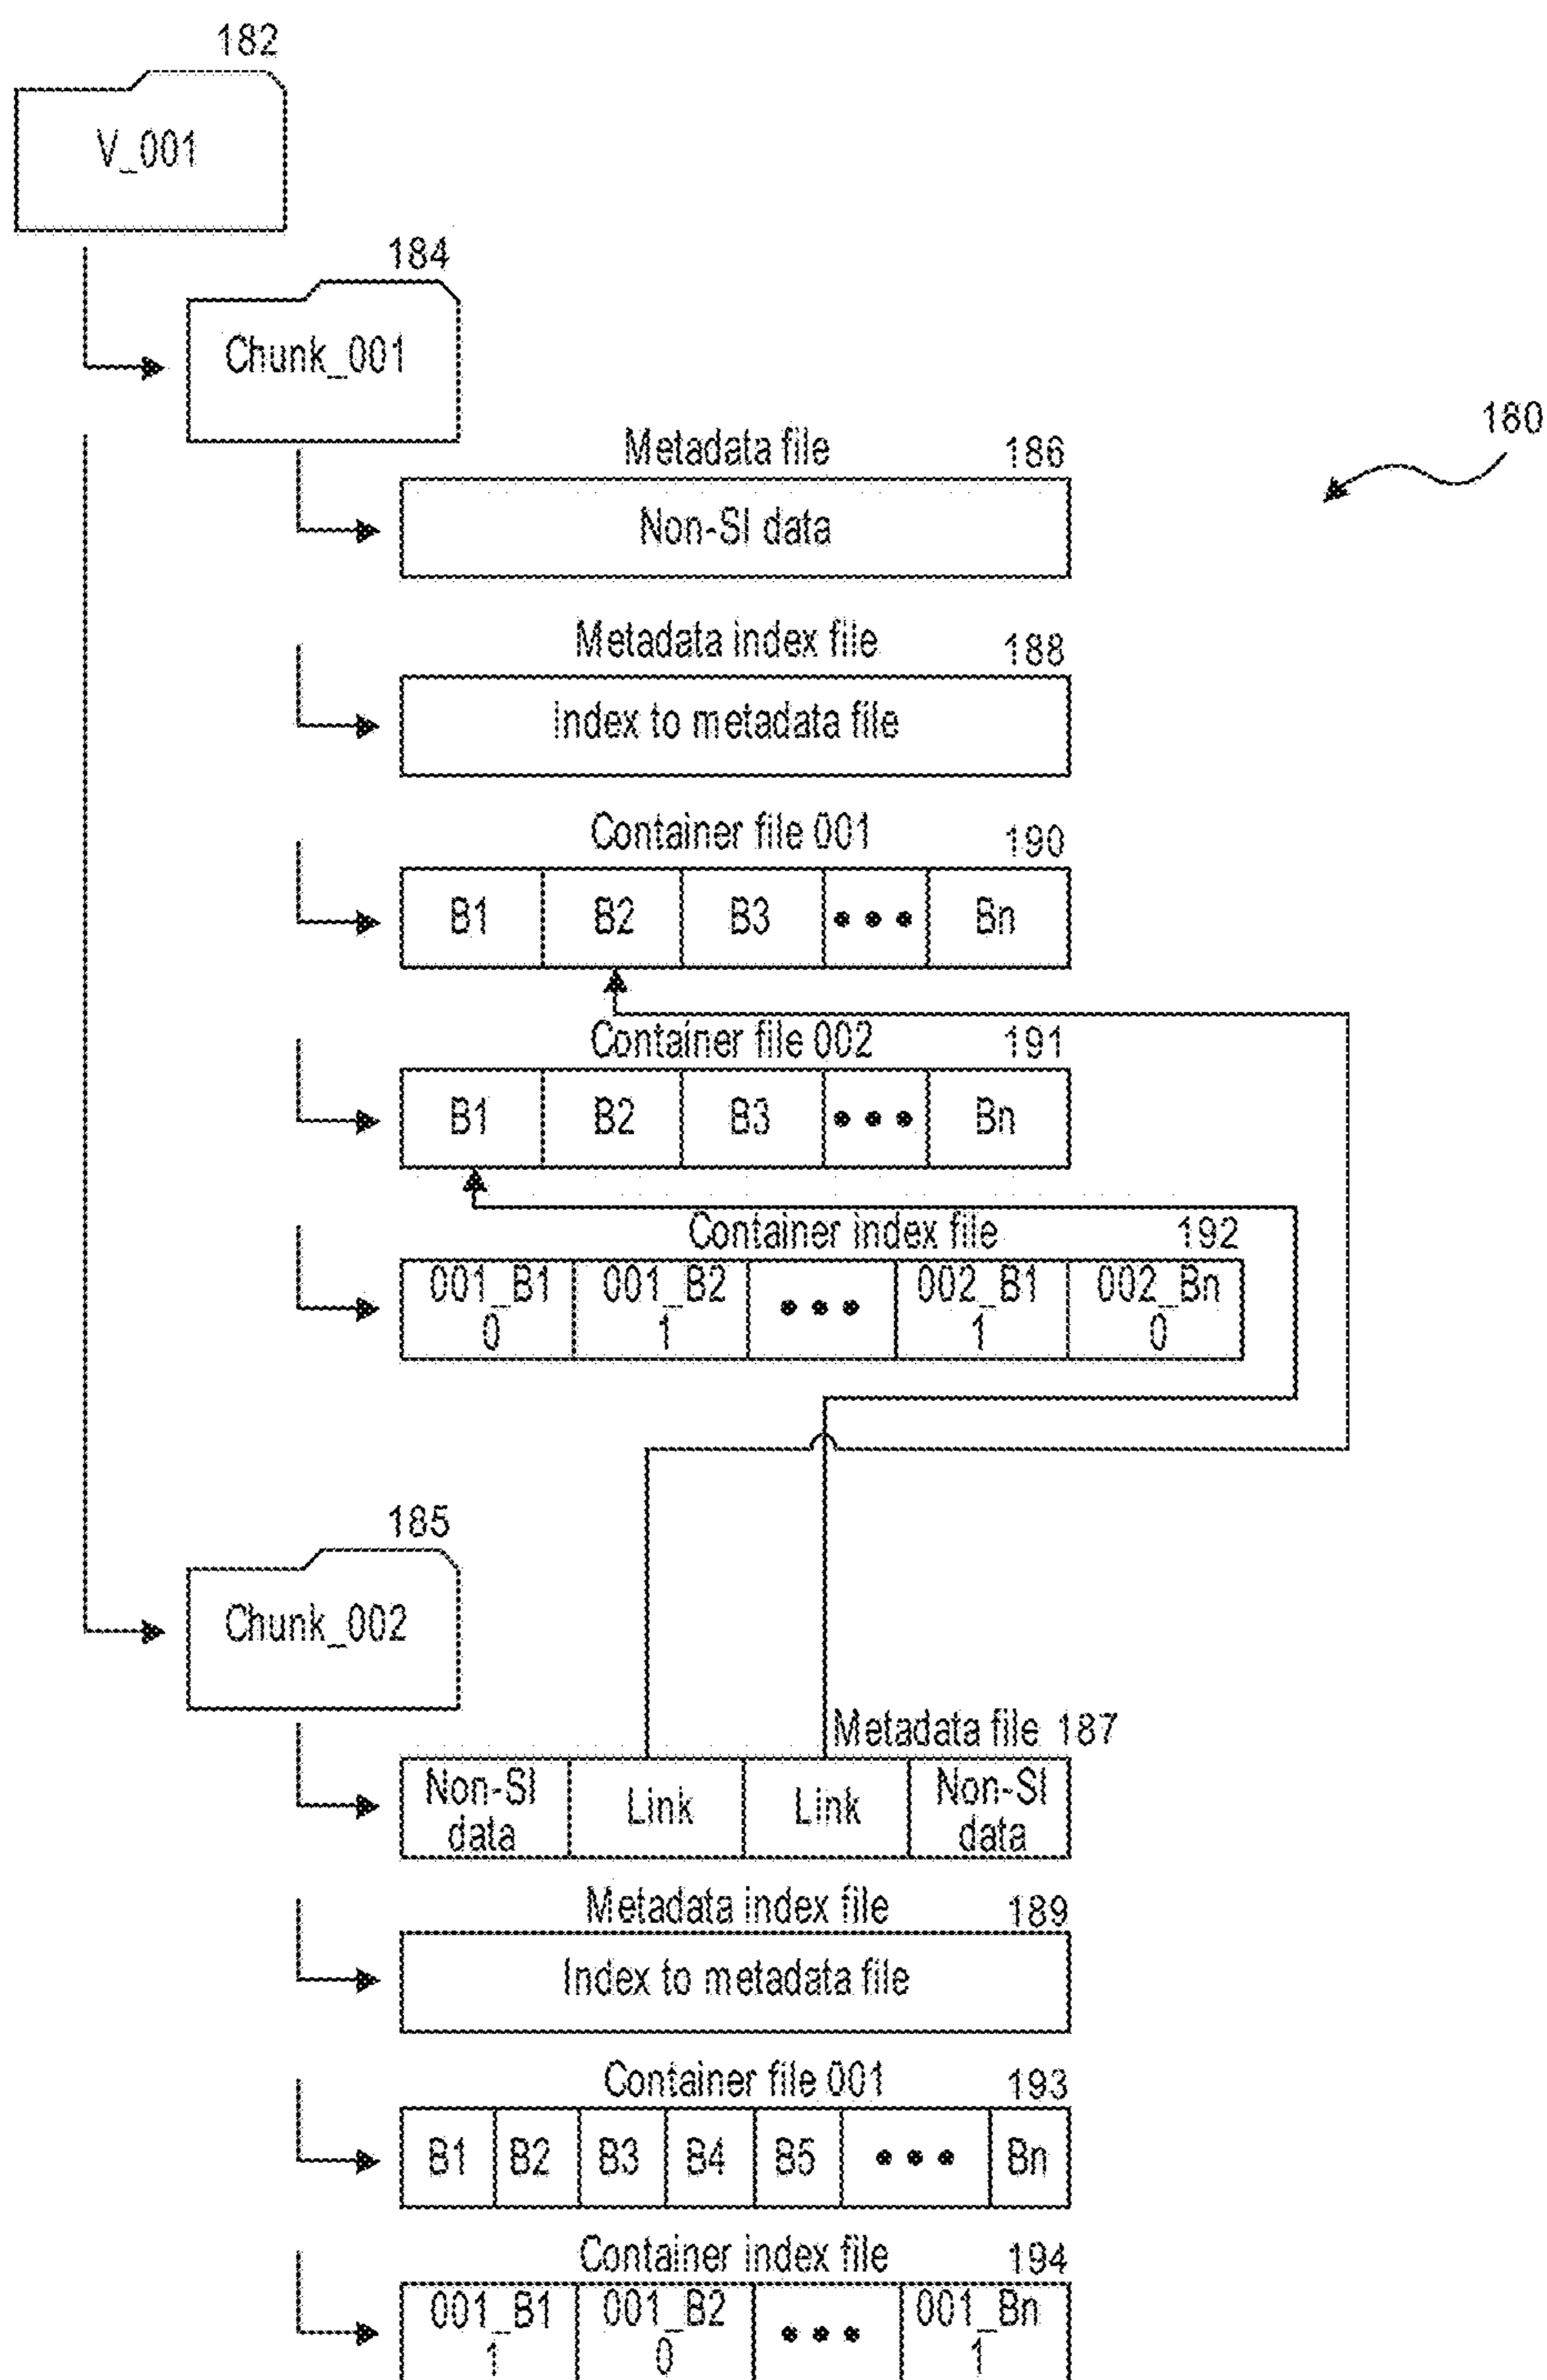 182
V_001
184
Chunk_001
180
Metadata file 186
Non-SI data
Metadata index file 188
Index to metadata file
Container file 001 190
B1 B2 B3 ••• Bn
Container file 002 191
B1 B2 B3 ••• Bn
Container index file 192
001_B1 001_B2 ••• 002_B1 002_Bn
0 1 1 0
185
Chunk_002
Metadata file 187
Non-SI Link Link Non-SI
data data
Metadata index file 189
Index to metadata file
Container file 001 193
B1 B2 B3 B4 B5 ••• Bn
Container index file 194
001_B1 001_B2 ••• 001_Bn
1 0 1